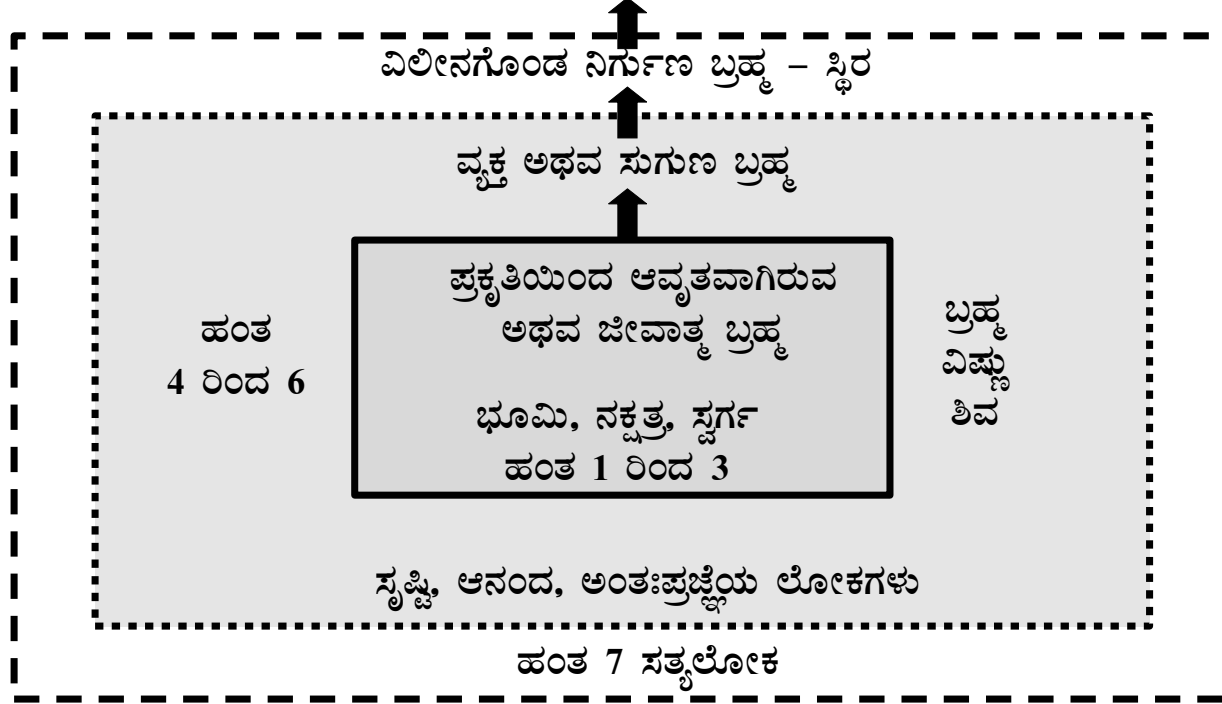 ವಿಲೀನಗೊಂಡ ನಿರ್ಗುಣ ಬ್ರಹ್ಮ – ಸ್ಥಿರ
ವ್ಯಕ್ತ ಅಥವ ಸುಗುಣ ಬ್ರಹ್ಮ
ಪ್ರಕೃತಿಯಿಂದ ಆವೃತವಾಗಿರುವ
ಅಥವ ಜೀವಾತ್ಮ ಬ್ರಹ್ಮ
ಭೂಮಿ, ನಕ್ಷತ್ರ, ಸ್ವರ್ಗ
ಹಂತ 1 ರಿಂದ 3
ಹಂತ
4 ರಿಂದ 6
ಬ್ರಹ್ಮ
ವಿಷ್ಣು
ಶಿವ
ಸೃಷ್ಟಿ, ಆನಂದ, ಅಂತಃಪ್ರಜ್ಞೆಯ ಲೋಕಗಳು
ಹಂತ 7 ಸತ್ಯಲೋಕ